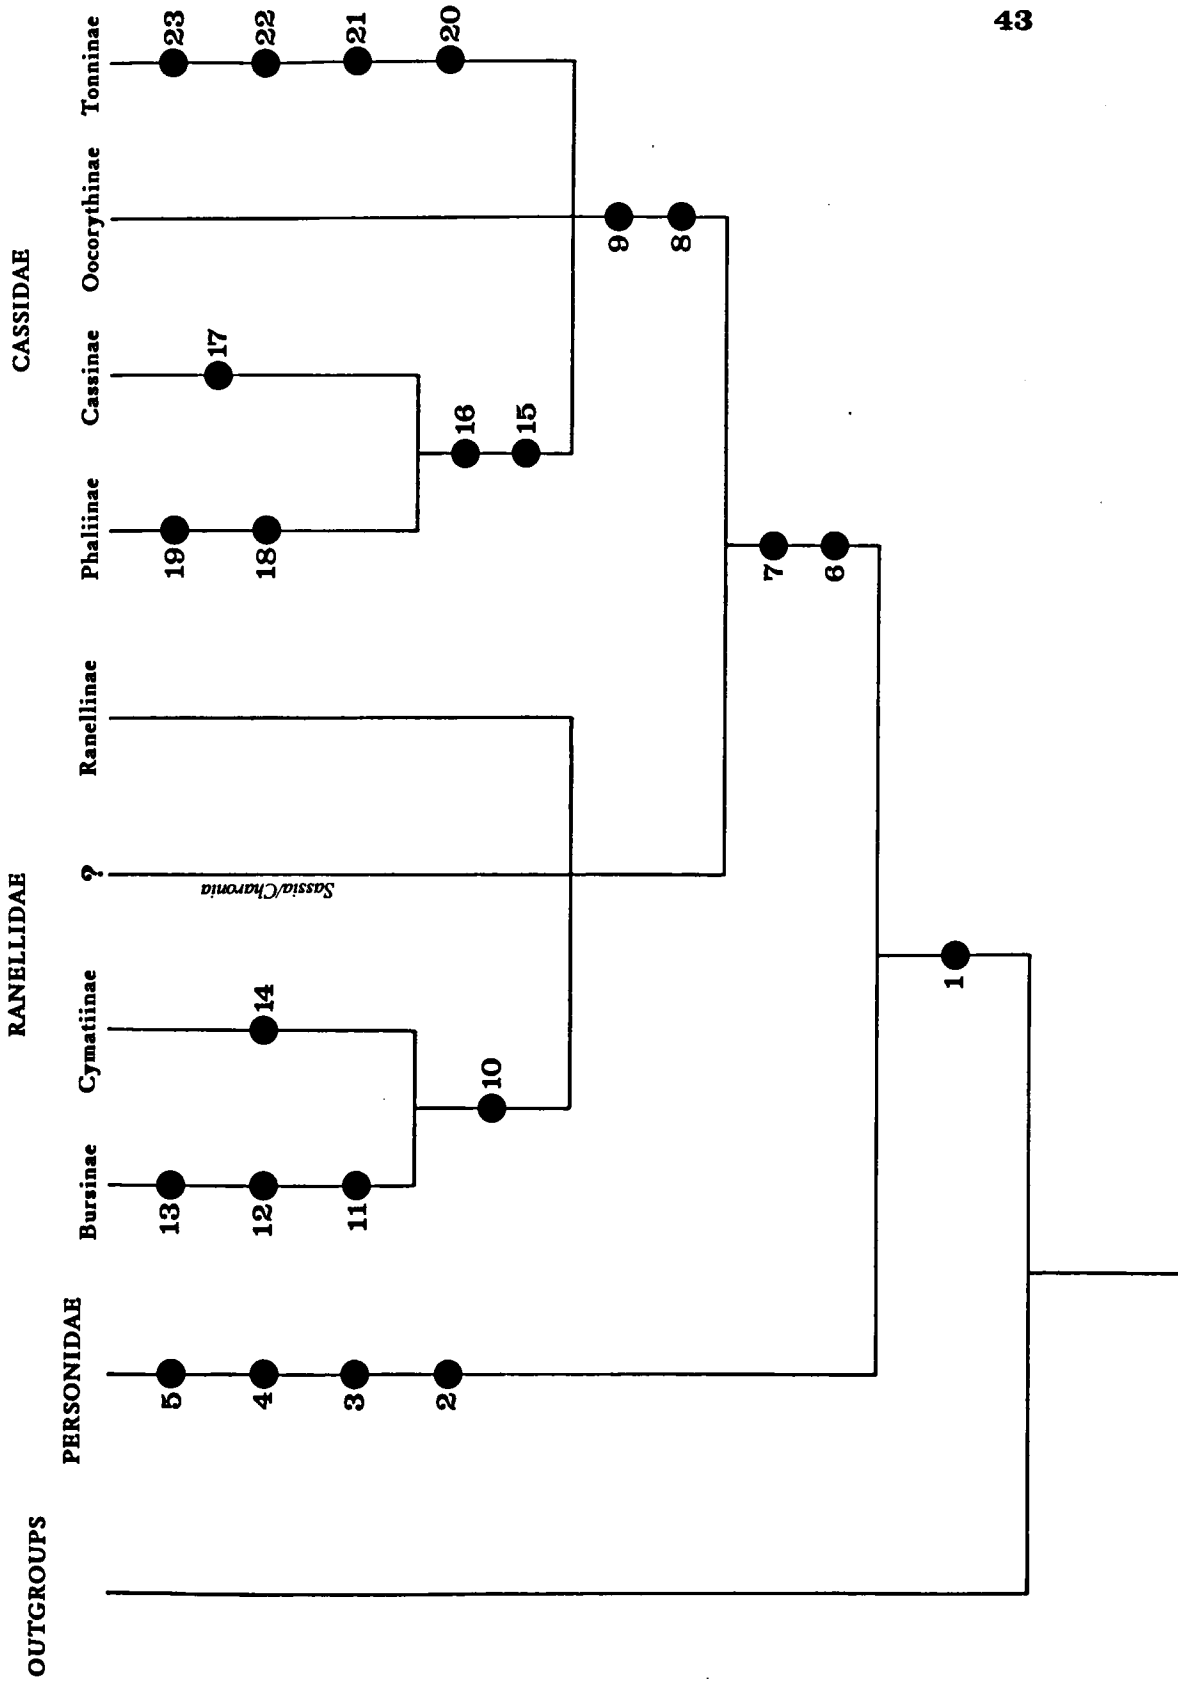 43
OUTGROUPS
PERSONIDAE
RANELLIDAE
CASSIDAE
Bursinae
Cymatiinae
?
Ranellinae
Phaliinae
Cassinae
Oocorythinae
Tonninae
Sassia/Charonia
5
4
3
2
13
12
11
14
10
19
18
17
16
15
23
22
21
20
9
8
7
6
1